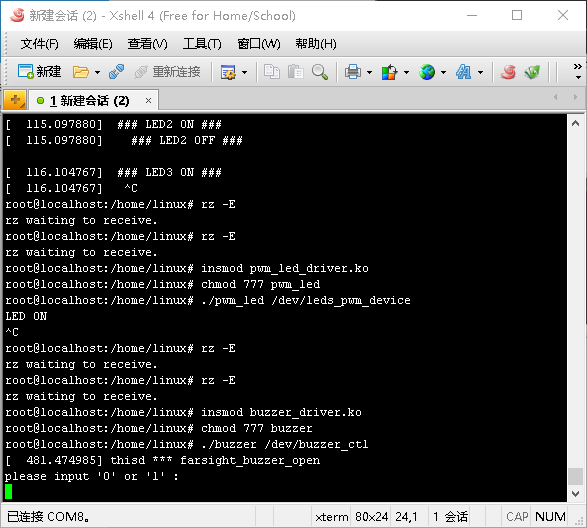 新建会话 (2) - Xshell 4 (Free for Home/School)
文件(F) 编辑(E) 查看(V) 工具(T) 窗口(W) 帮助(H)
新建 重新连接
1 新建会话 (2)
[  115.097880]  ### LED2 ON ###
[  115.097880]    ### LED2 OFF ###
[  116.104767]  ### LED3 ON ###
[  116.104767]   ^C
root@localhost:/home/linux# rz -E
rz waiting to receive.
root@localhost:/home/linux# rz -E
rz waiting to receive.
root@localhost:/home/linux# insmod pwm_led_driver.ko
root@localhost:/home/linux# chmod 777 pwm_led
root@localhost:/home/linux# ./pwm_led /dev/leds_pwm_device
LED ON
^C
root@localhost:/home/linux# rz -E
rz waiting to receive.
root@localhost:/home/linux# rz -E
rz waiting to receive.
root@localhost:/home/linux# insmod buzzer_driver.ko
root@localhost:/home/linux# chmod 777 buzzer
root@localhost:/home/linux# ./buzzer /dev/buzzer_ctl
[  481.474985] thisd *** farsight_buzzer_open
please input '0' or '1' :
已连接 COM8。 xterm 80x24 24,1 1 会话 CAP NUM